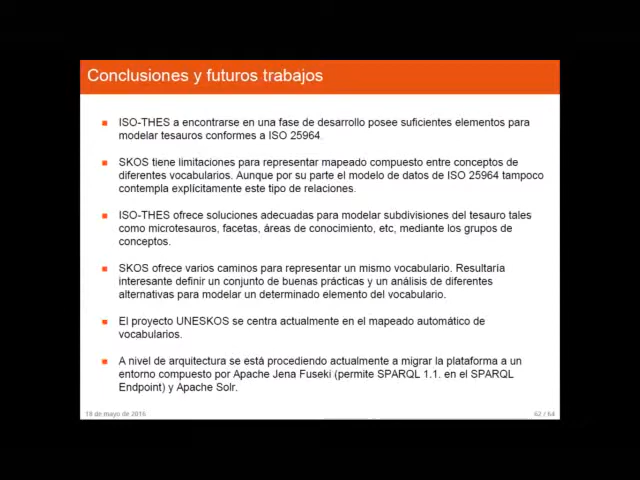 Conclusiones y futuros trabajos
ISO-THES a encontrarse en una fase de desarrollo posee suficientes elementos para
modelar tesauros conformes a ISO 25964.
SKOS tiene limitaciones para representar mapeado compuesto entre conceptos de
diferentes vocabularios. Aunque por su parte el modelo de datos de ISO 25964 tampoco
contempla explícitamente este tipo de relaciones.
ISO-THES ofrece soluciones adecuadas para modelar subdivisiones del tesauro tales
como microtesauros, facetas, áreas de conocimiento, etc, mediante los grupos de
conceptos.
SKOS ofrece varios caminos para representar un mismo vocabulario. Resultaría
interesante definir un conjunto de buenas prácticas y un análisis de diferentes
alternativas para modelar un determinado elemento del vocabulario.
El proyecto UNESKOS se centra actualmente en el mapeado automático de
vocabularios.
A nivel de arquitectura se está procediendo actualmente a migrar la plataforma a un
entorno compuesto por Apache Jena Fuseki (permite SPARQL 1.1. en el SPARQL
Endpoint) y Apache Solr.
18 de mayo de 2016
62 / 64